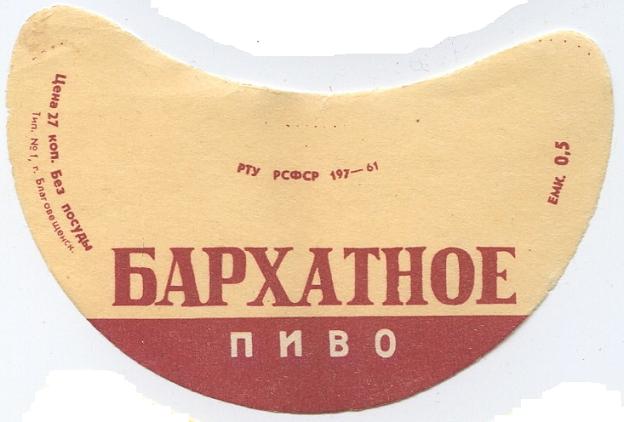 Цена 27 коп. Без посуды
Тип. №1, г. Благовещенск.
РТУ РСФСР 197—61
ЕМК. 0,5
БАРХАТНОЕ
ПИВО